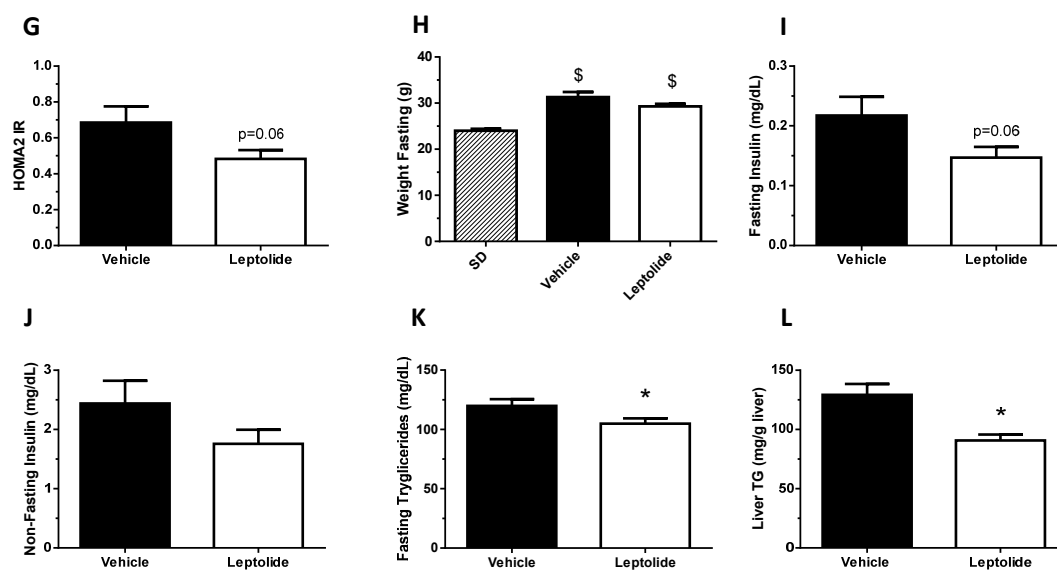 G
HOMA2 IR
1.0
0.8
0.6
0.4
0.2
0.0
p=0.06
Vehicle Leptolide
H
Weight Fasting (g)
40
30
20
10
0
$ $
SD Vehicle Leptolide
I
Fasting Insulin (mg/dL)
0.3
0.2
0.1
0.0
p=0.06
Vehicle Leptolide
J
Non-Fasting Insulin (mg/dL)
3
2
1
0
Vehicle Leptolide
K
Fasting Tryglicerides (mg/dL)
150
100
50
0
*
Vehicle Leptolide
L
Liver TG (mg/g liver)
150
100
50
0
*
Vehicle Leptolide